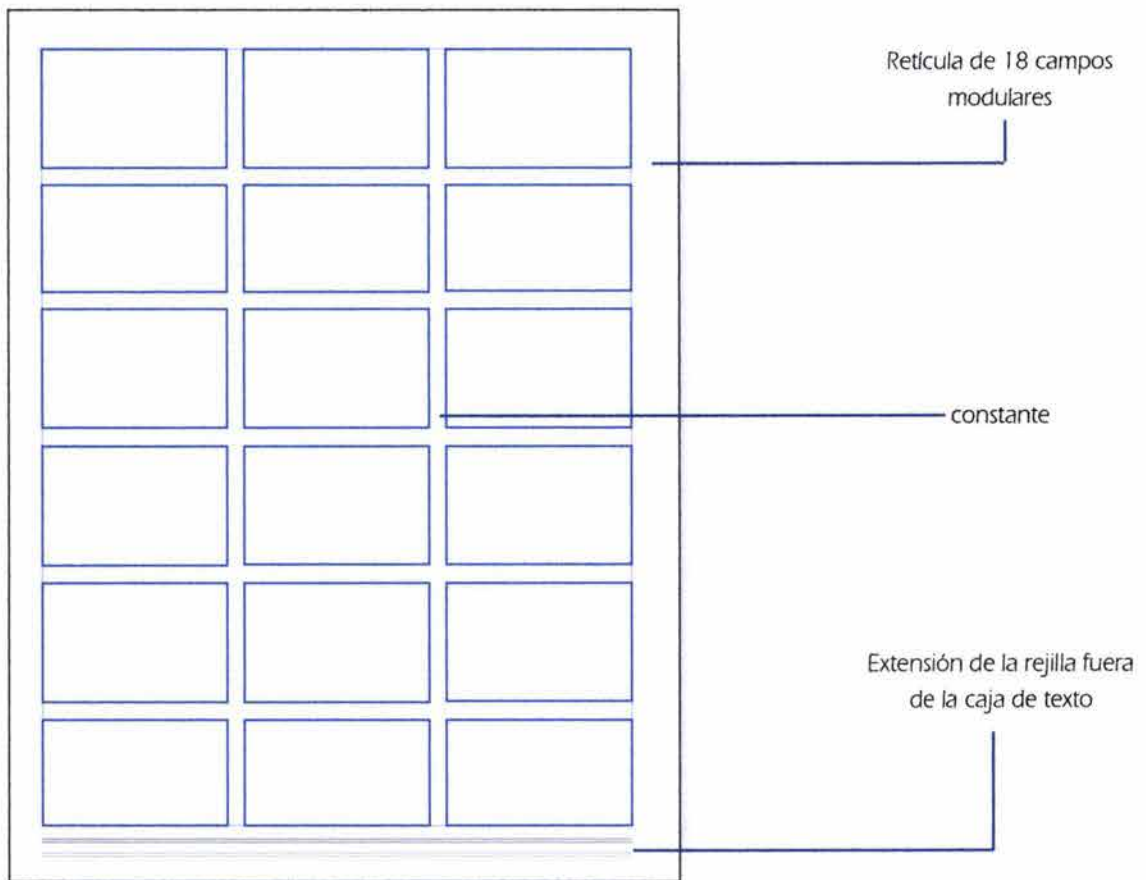 Retícula de 18 campos
modulares
constante
Extensión de la rejilla fuera
de la caja de texto